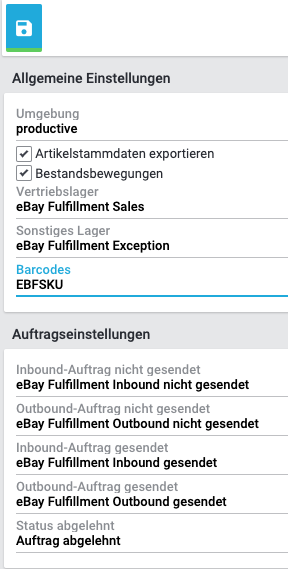 Allgemeine Einstellungen
Umgebung
productive
Artikelstammdaten exportieren
Bestandsbewegungen
Vertriebslager
eBay Fulfillment Sales
Sonstiges Lager
eBay Fulfillment Exception
Barcodes
EBFSKU
Auftragseinstellungen
Inbound-Auftrag nicht gesendet
eBay Fulfillment Inbound nicht gesendet
Outbound-Auftrag nicht gesendet
eBay Fulfillment Outbound nicht gesendet
Inbound-Auftrag gesendet
eBay Fulfillment Inbound gesendet
Outbound-Auftrag gesendet
eBay Fulfillment Outbound gesendet
Status abgelehnt
Auftrag abgelehnt